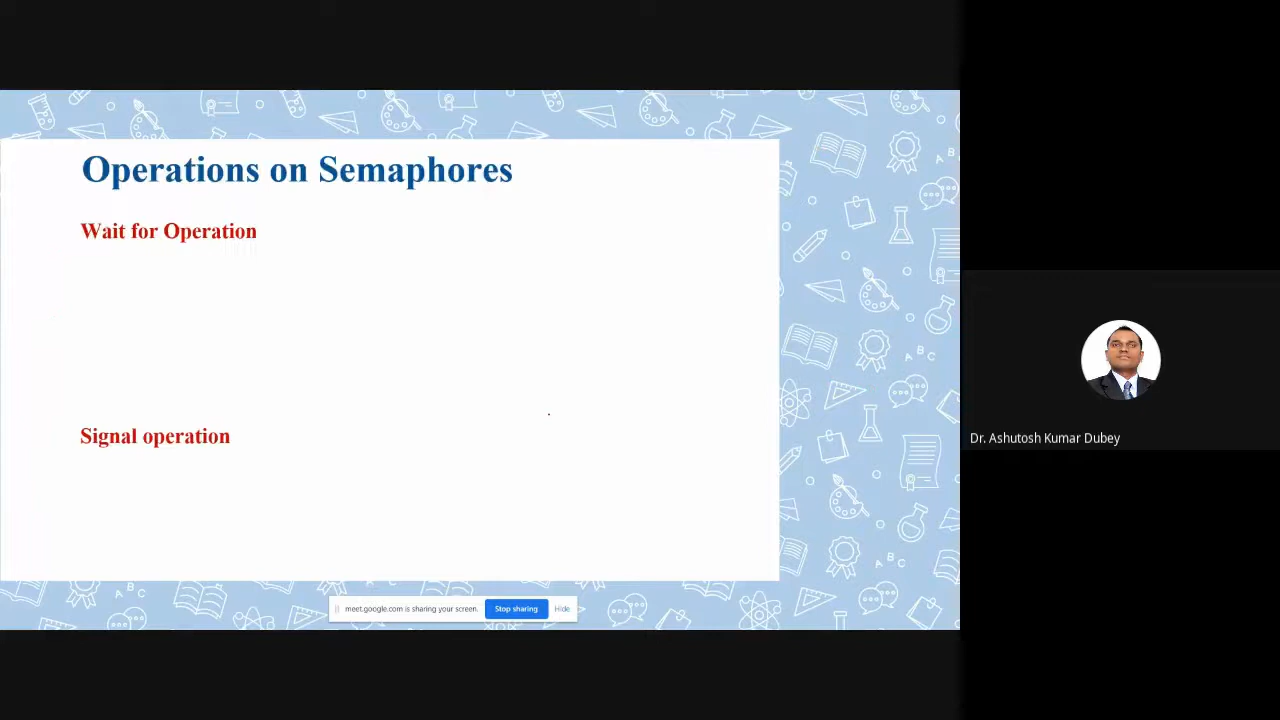 Operations on Semaphores
Wait for Operation
Signal operation
meet.google.com is sharing your screen.
Stop sharing
Hide
Dr. Ashutosh Kumar Dubey